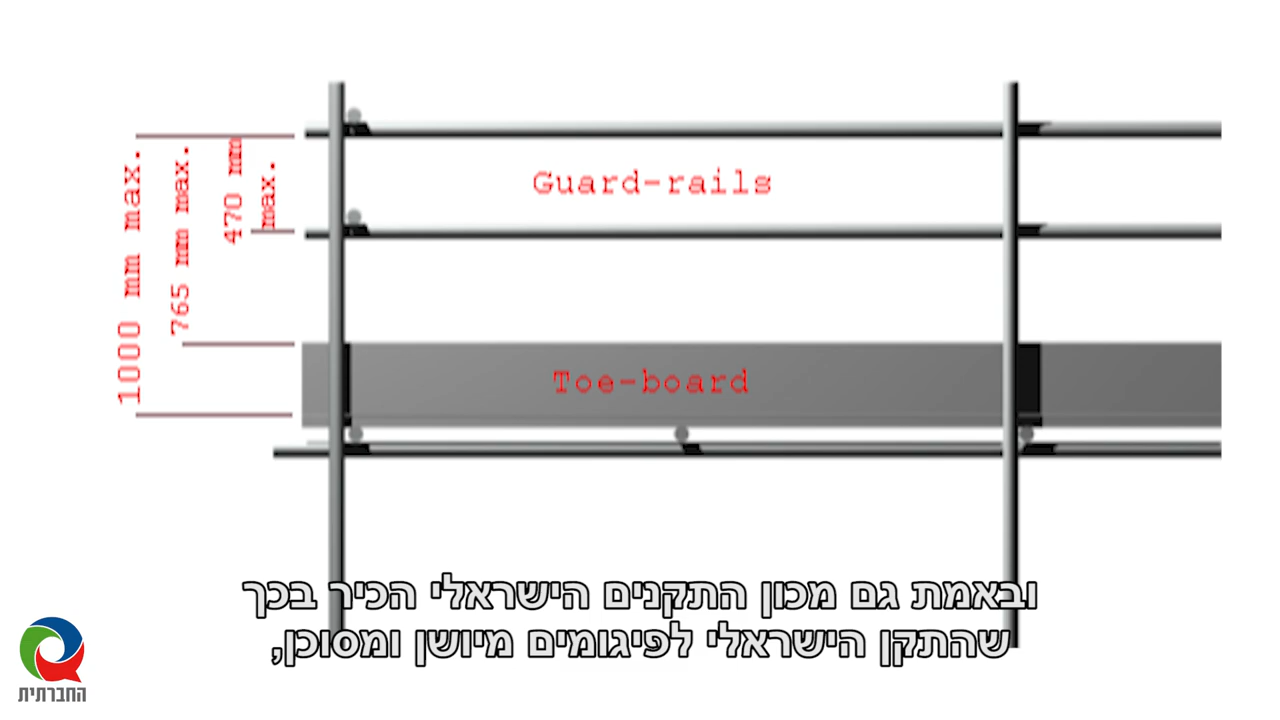 Guard-rails
1000 mm max.
765 mm max.
470 mm
max.
Toe-board
ובאמת גם מכון התקנים הישראלי הכיר בכך
שהתקן הישראלי לפיגומים מיושן ומסוכן,
החברתית